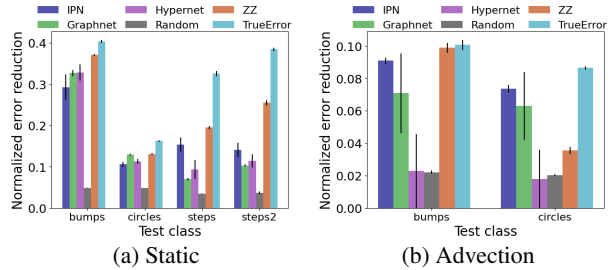 IPN Hypernet ZZ
Graphnet Random TrueError
Normalized error reduction
0.4
0.3
0.2
0.1
0.0
bumps circles steps steps2
Test class
(a) Static
IPN Hypernet ZZ
Graphnet Random TrueError
Normalized error reduction
0.10
0.08
0.06
0.04
0.02
0.00
bumps circles
Test class
(b) Advection